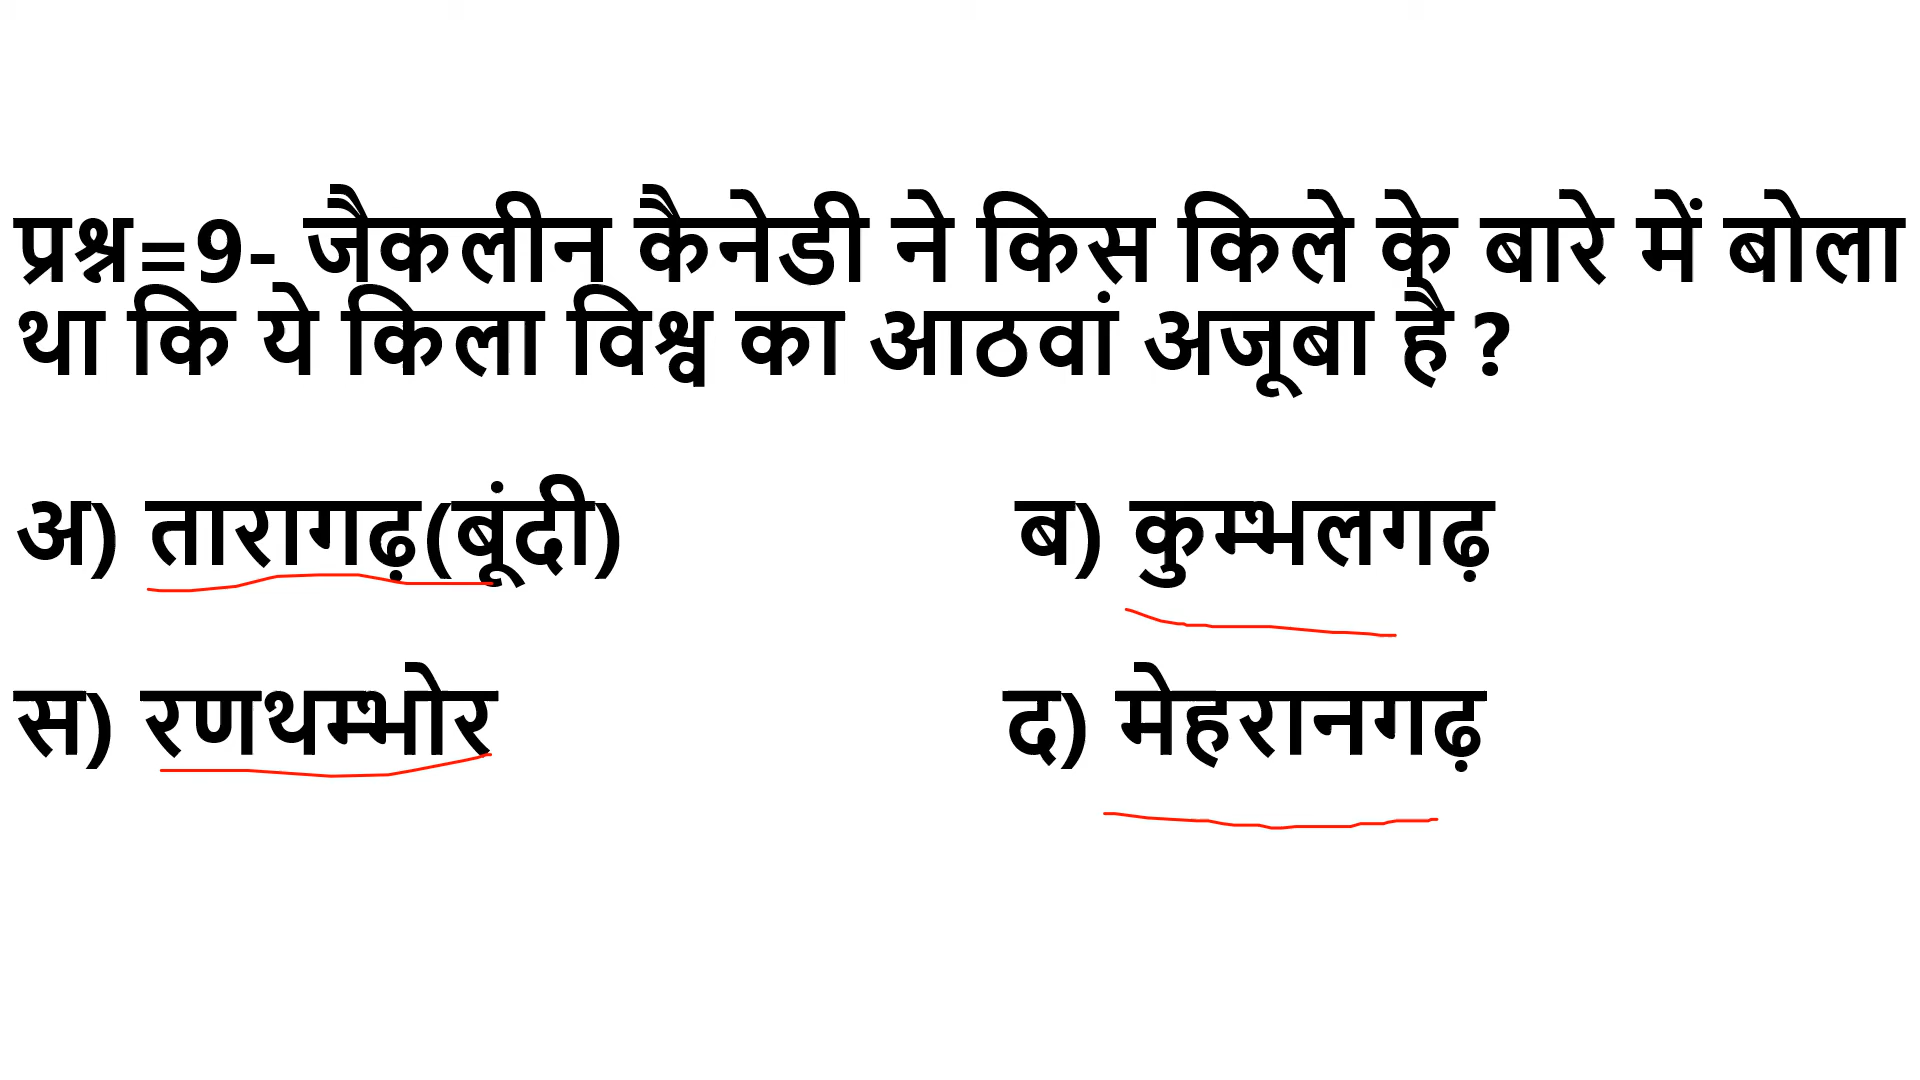 प्रश्न=9- जैकलीन कैनेडी ने किस किले के बारे में बोला
था कि ये किला विश्व का आठवां अजूबा है ?
अ) तारागढ़(बूंदी) ब) कुम्भलगढ़
स) रणथम्भोर द) मेहरानगढ़